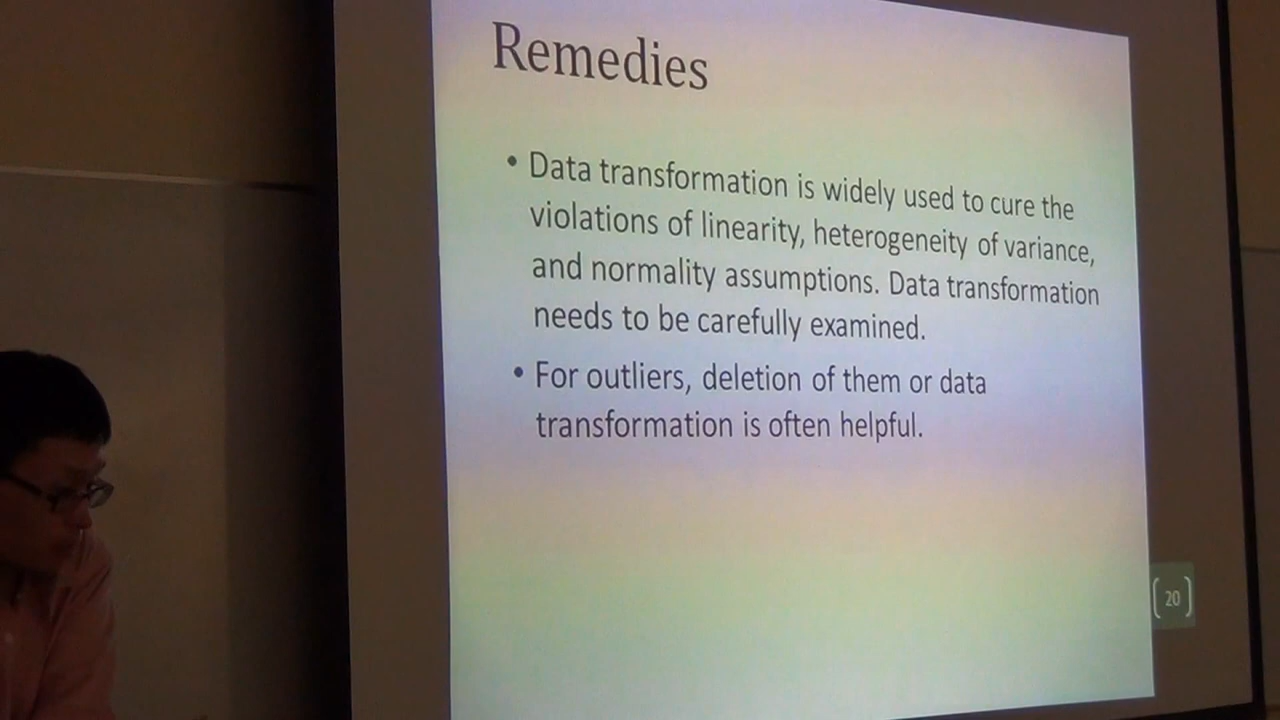 Remedies
• Data transformation is widely used to cure the
violations of linearity, heterogeneity of variance,
and normality assumptions. Data transformation
needs to be carefully examined.
• For outliers, deletion of them or data
transformation is often helpful.
20